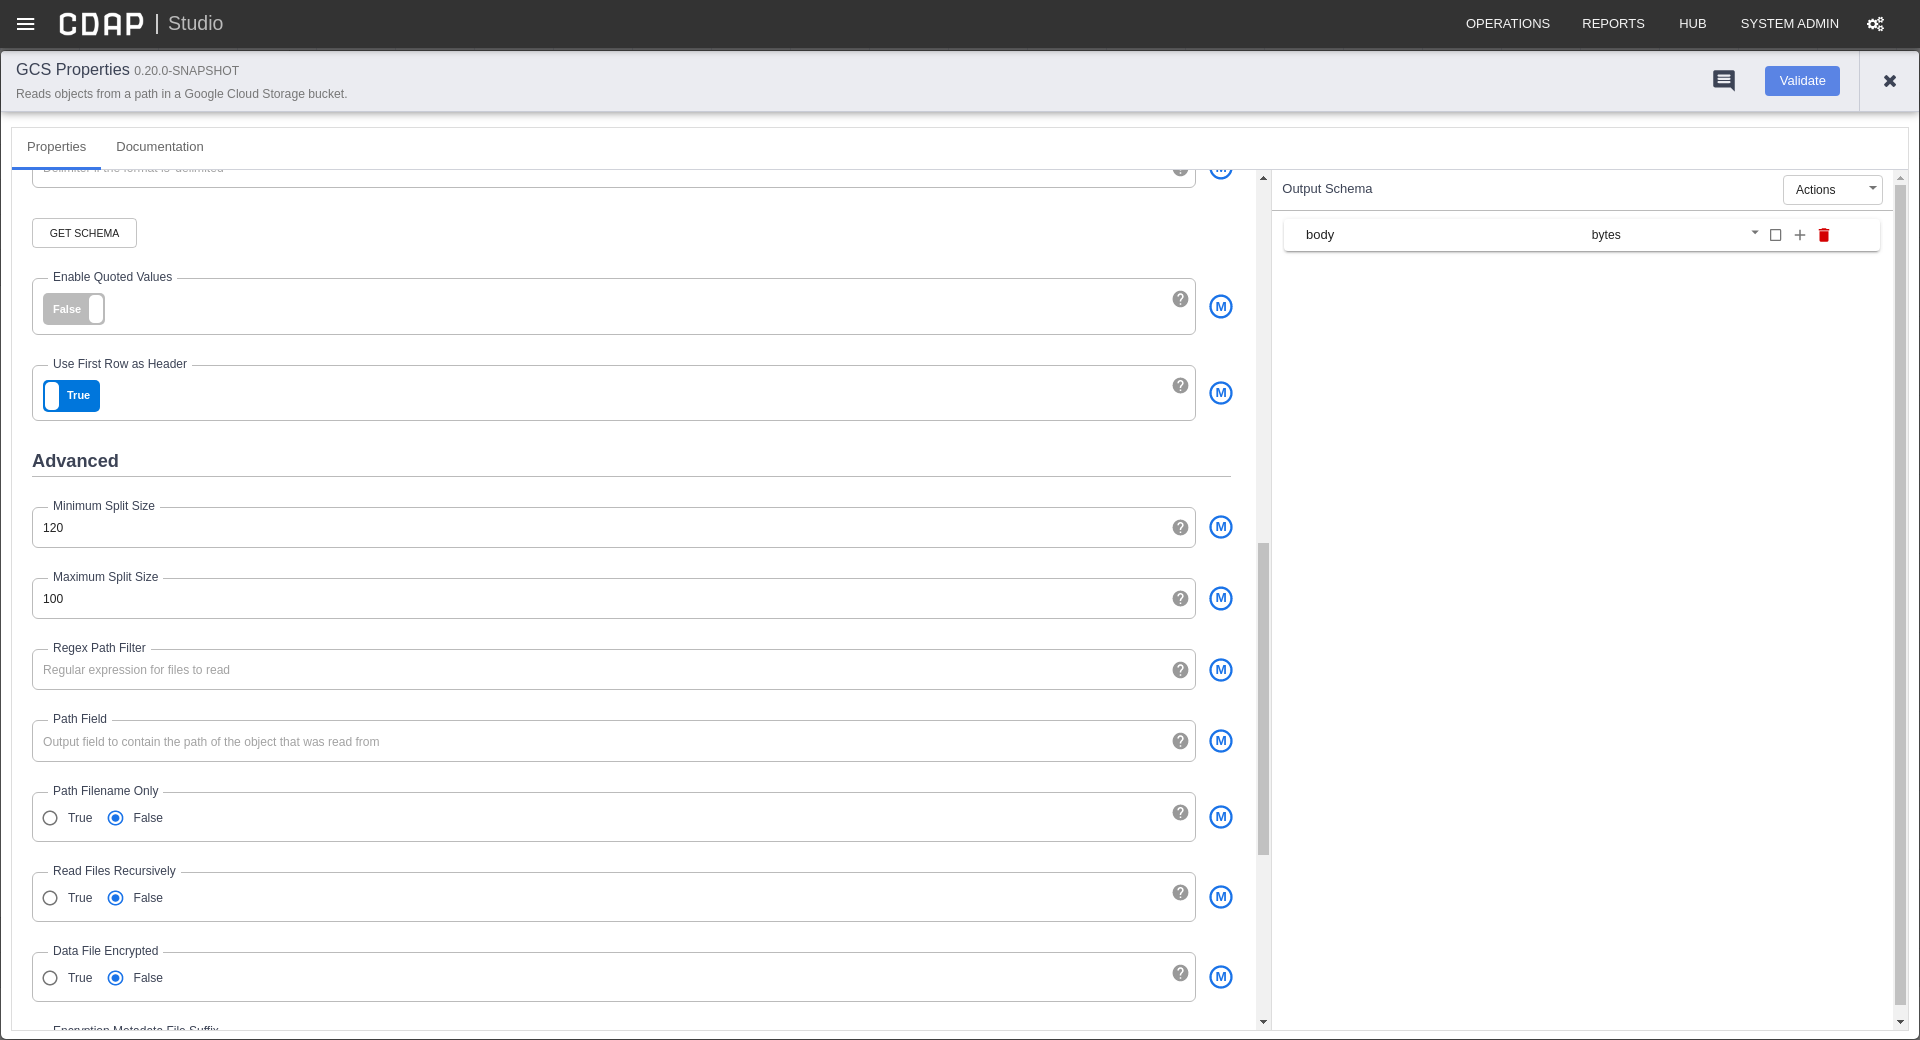 CDAP | Studio
OPERATIONS REPORTS HUB SYSTEM ADMIN
GCS Properties 0.20.0-SNAPSHOT
Reads objects from a path in a Google Cloud Storage bucket.
Validate
Properties Documentation
Output Schema
Actions
body bytes
GET SCHEMA
Enable Quoted Values
False
M
Use First Row as Header
True
M
Advanced
Minimum Split Size
120
M
Maximum Split Size
100
M
Regex Path Filter
Regular expression for files to read
M
Path Field
Output field to contain the path of the object that was read from
M
Path Filename Only
True False
M
Read Files Recursively
True False
M
Data File Encrypted
True False
M
Encryption Metadata File Suffix